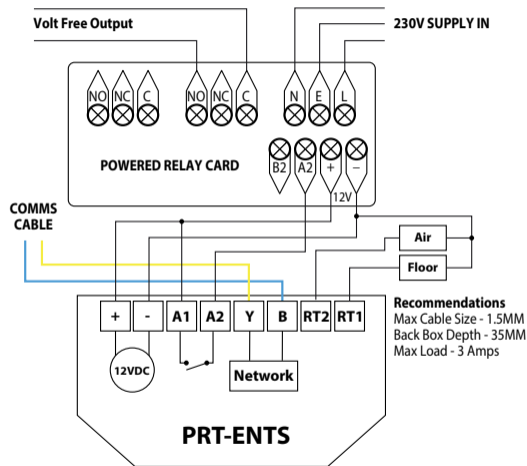 Volt Free Output
230V SUPPLY IN
NO NC C NO NC C N E L
POWERED RELAY CARD
B2 A2 + −
12V
COMMS
CABLE
Air
Floor
+ - A1 A2 Y B RT2 RT1
Recommendations
Max Cable Size - 1.5MM
Back Box Depth - 35MM
Max Load - 3 Amps
12VDC
Network
PRT-ENTS